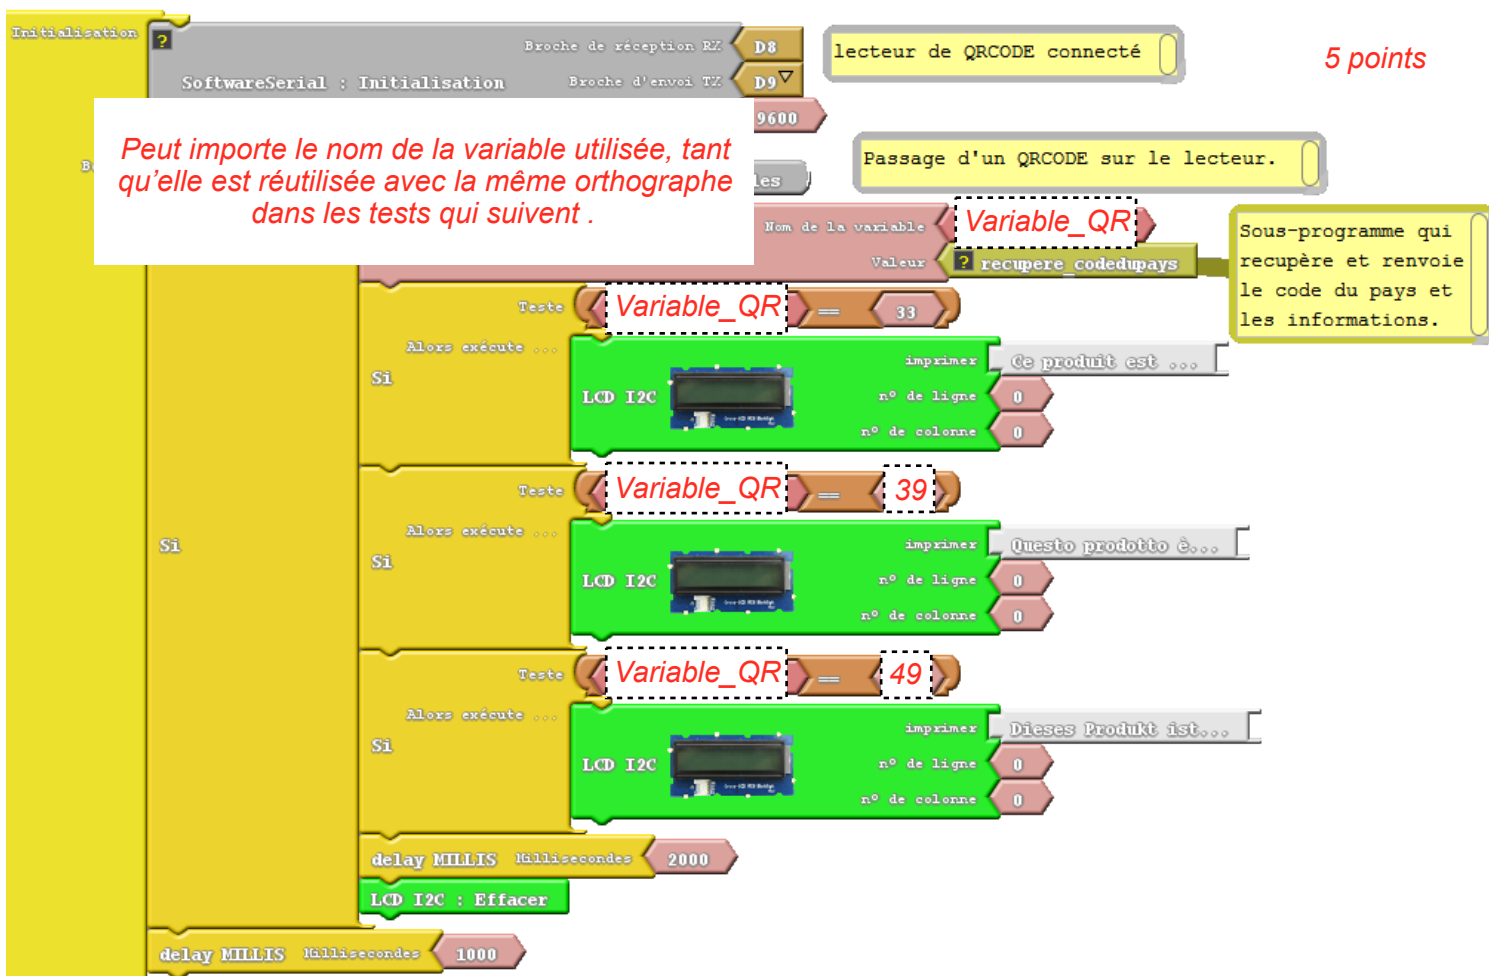 Initialisation
?
Broche de réception RX
D8
lecteur de QRCODE connecté
5 points
SoftwareSerial : Initialisation
Broche d'envoi TX
D9
9600
Peut importe le nom de la variable utilisée, tant
qu'elle est réutilisée avec la même orthographe
dans les tests qui suivent .
B
les
Passage d'un QRCODE sur le lecteur.
Nom de la variable
Variable_QR
Valeur
? recupere_codedupays
Sous-programme qui
recupère et renvoie
le code du pays et
les informations.
Teste
Variable_QR
==
33
Alors exécute ...
Si
LCD I2C
imprimer
Ce produit est ...
n° de ligne
0
n° de colonne
0
Teste
Variable_QR
==
39
Alors exécute ...
Si
Si
LCD I2C
imprimer
Questo prodotto è...
n° de ligne
0
n° de colonne
0
Teste
Variable_QR
==
49
Alors exécute ...
Si
LCD I2C
imprimer
Dieses Produkt ist...
n° de ligne
0
n° de colonne
0
delay MILLIS Millisecondes 2000
LCD I2C : Effacer
delay MILLIS Millisecondes 1000